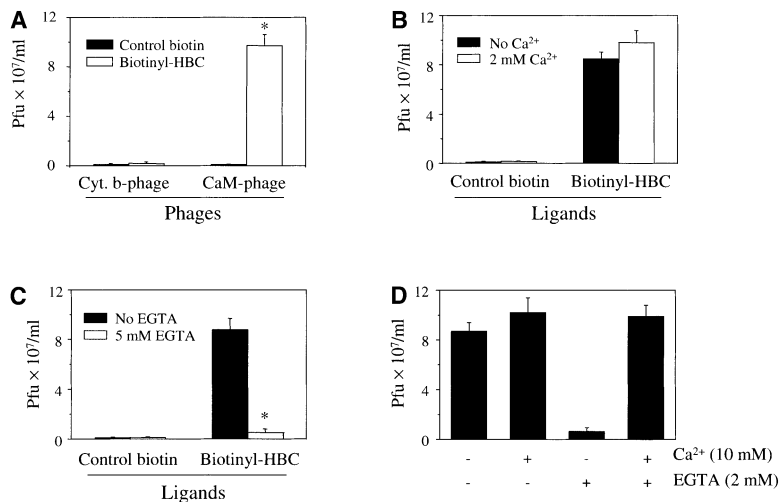 A
Pfu × 10⁷/ml
12
8
4
0
Control biotin
Biotinyl-HBC
*
Cyt. b-phage CaM-phage
Phages
B
Pfu × 10⁷/ml
12
8
4
0
No Ca²⁺
2 mM Ca²⁺
Control biotin Biotinyl-HBC
Ligands
C
Pfu × 10⁷/ml
12
8
4
0
No EGTA
5 mM EGTA
*
Control biotin Biotinyl-HBC
Ligands
D
Pfu × 10⁷/ml
12
8
4
0
- + - + Ca²⁺ (10 mM)
- - + + EGTA (2 mM)